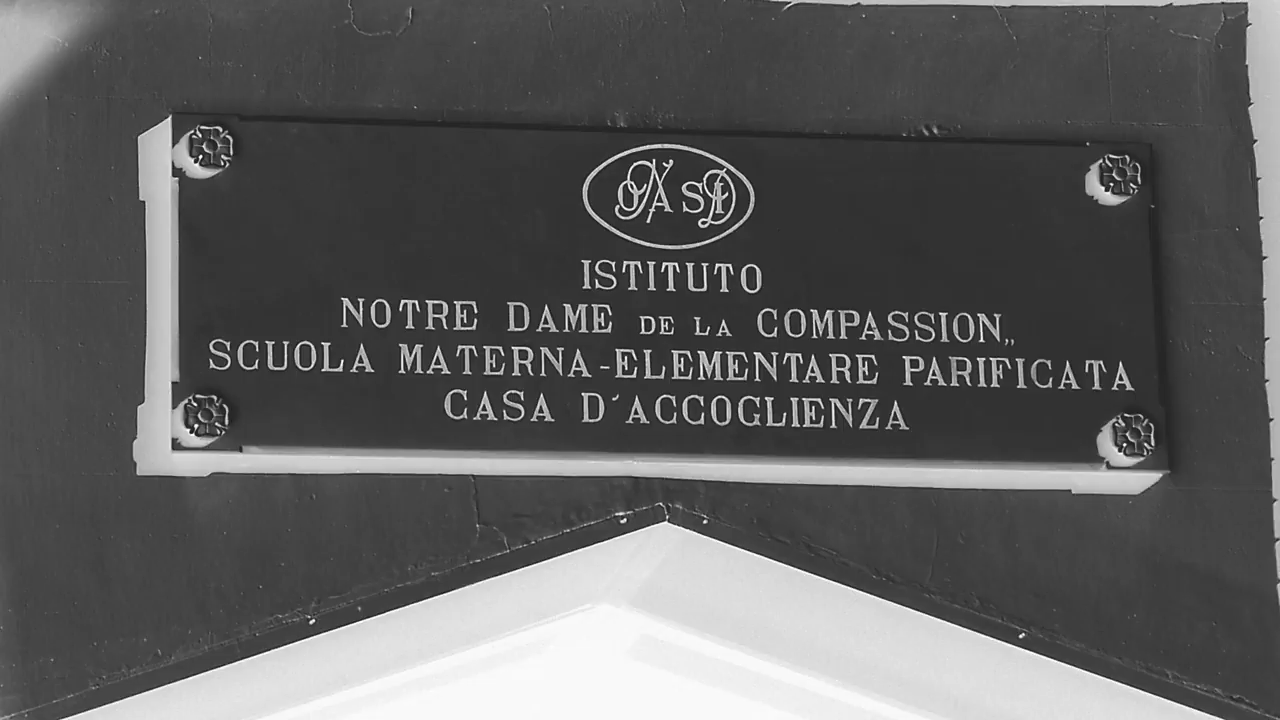 ISTITUTO
NOTRE DAME DE LA COMPASSION„
SCUOLA MATERNA-ELEMENTARE PARIFICATA
CASA D'ACCOGLIENZA